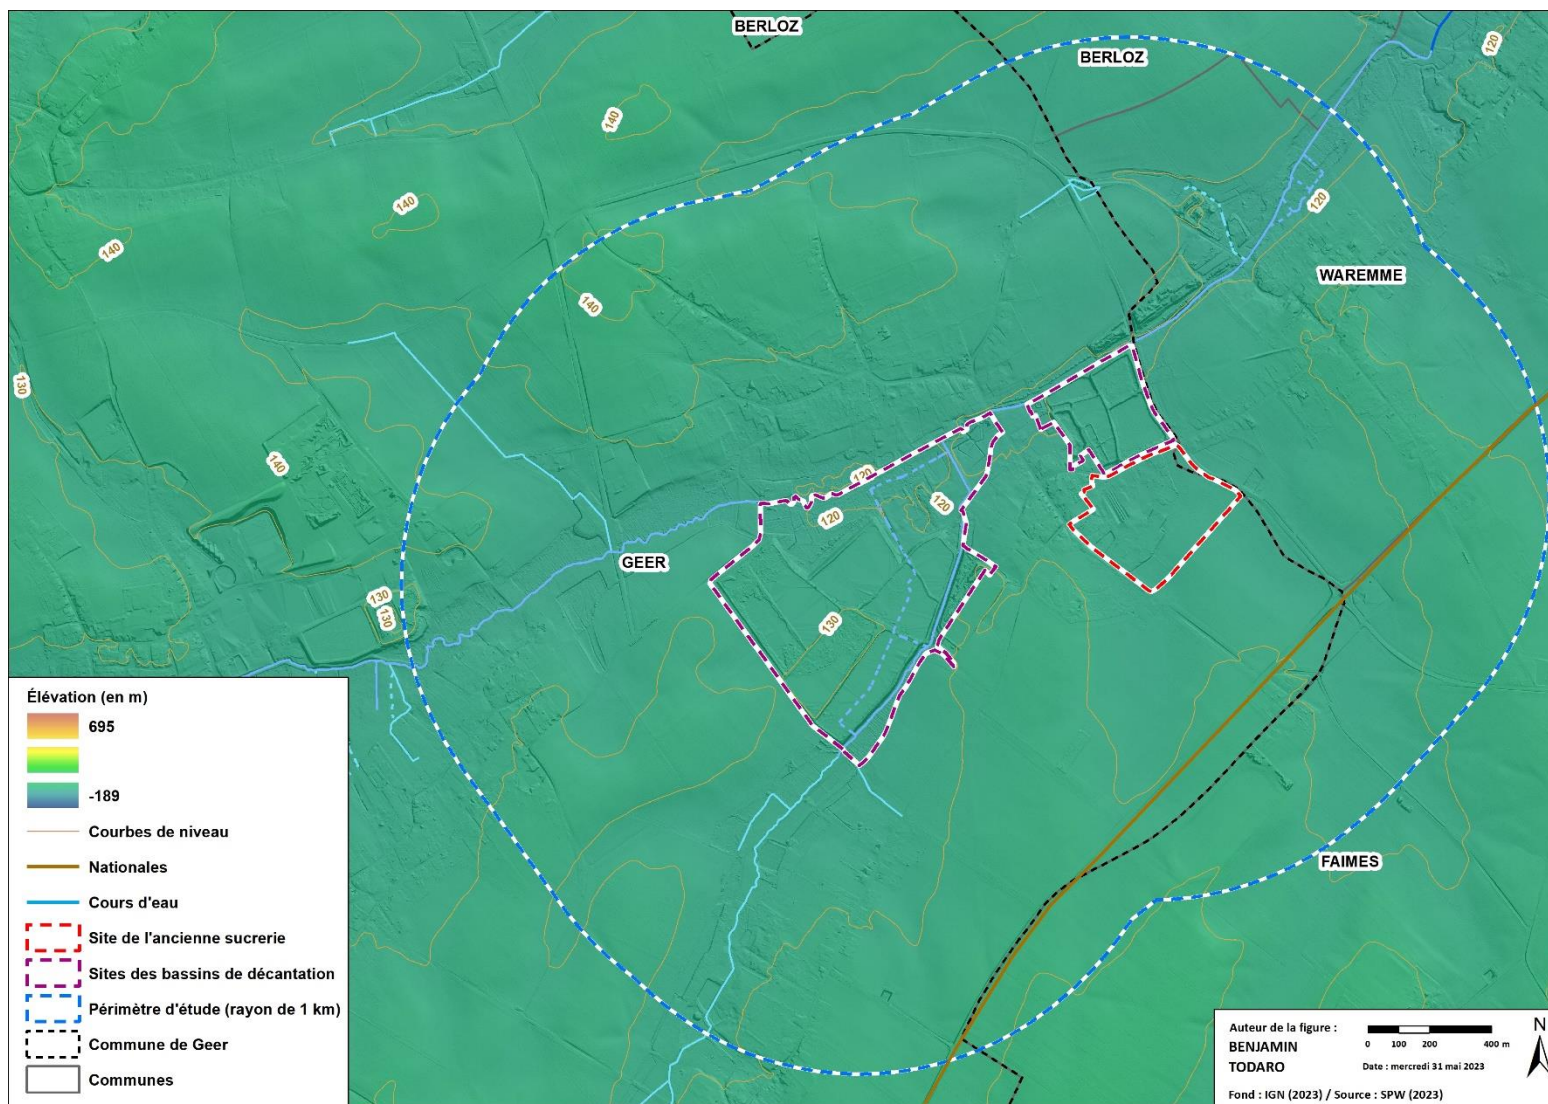 BERLOZ
BERLOZ
120
140
140
120
140
WAREMME
140
130
140
120
120
120
GEER
130
130
130
FAIMES
Élévation (en m)
695
-189
Courbes de niveau
Nationales
Cours d'eau
Site de l'ancienne sucrerie
Sites des bassins de décantation
Périmètre d'étude (rayon de 1 km)
Commune de Geer
Communes
Auteur de la figure :
BENJAMIN
TODARO
0 100 200 400 m
N
Date : mercredi 31 mai 2023
Fond : IGN (2023) / Source : SPW (2023)